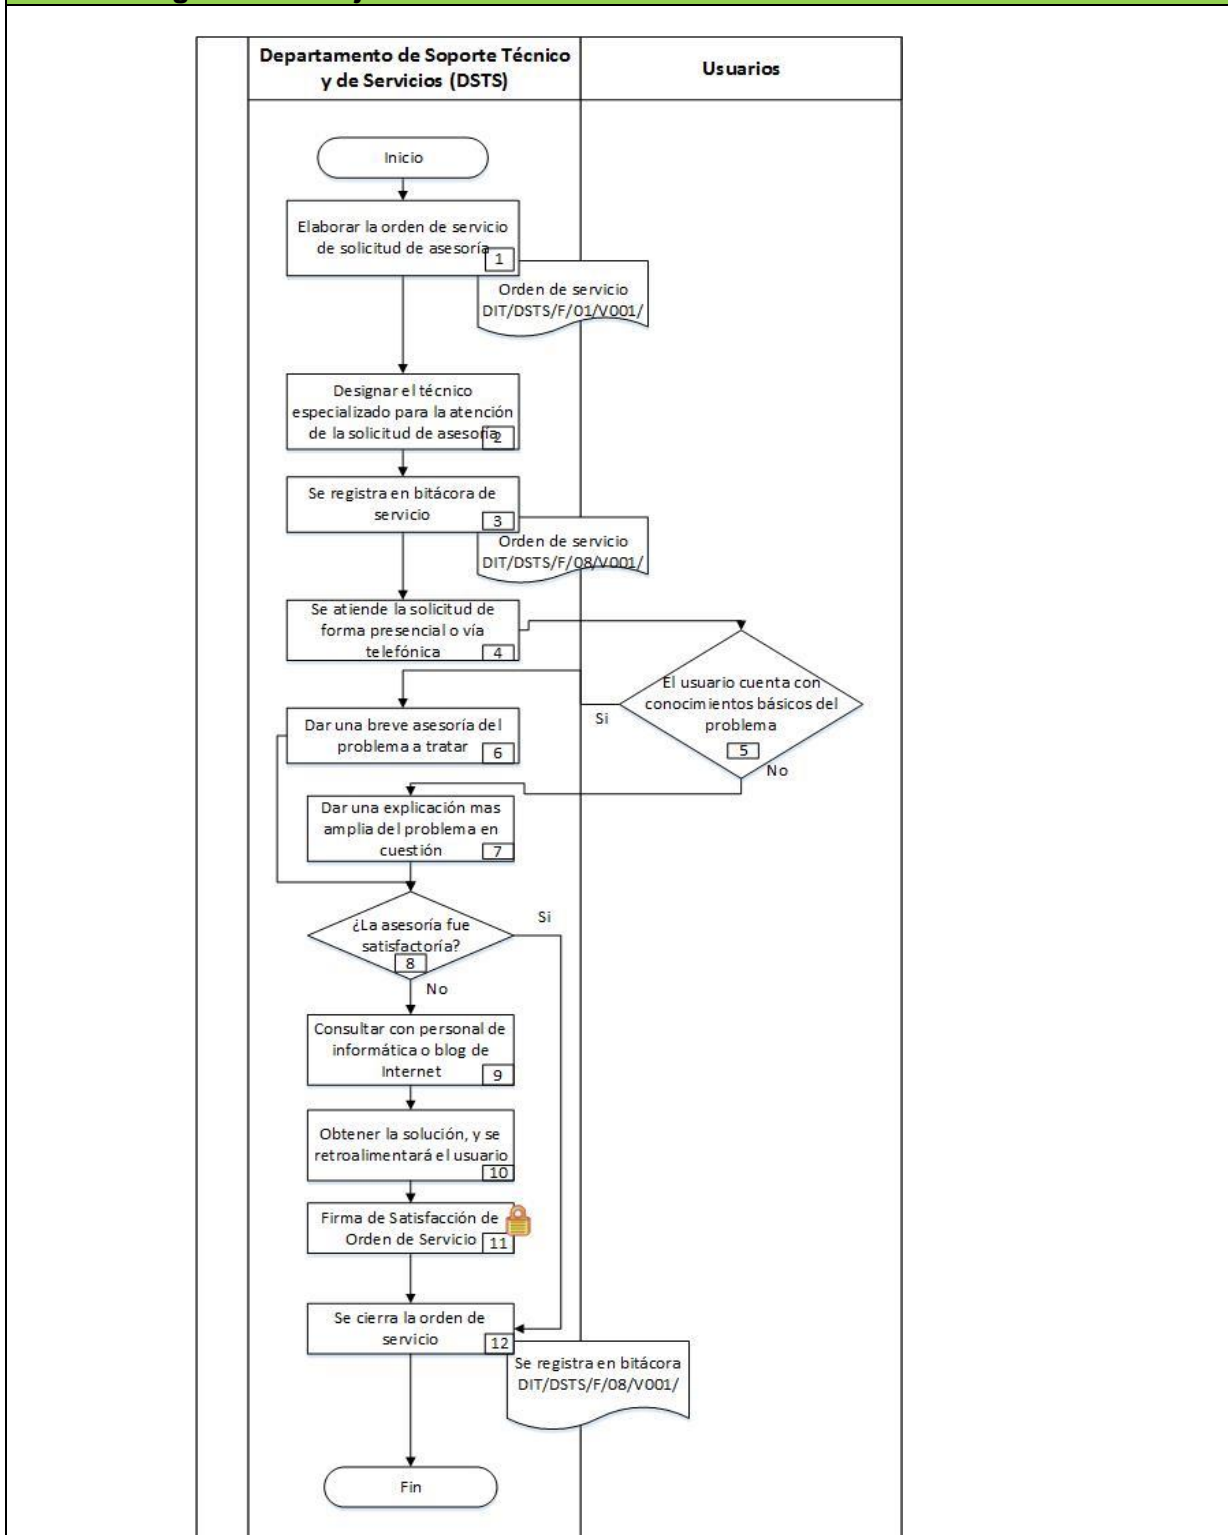 Departamento de Soporte Técnico
y de Servicios (DSTS)
Usuarios
Inicio
Elaborar la orden de servicio
de solicitud de asesoría
1
Orden de servicio
DIT/DSTS/F/01/V001/
Designar el técnico
especializado para la atención
de la solicitud de asesoría
2
Se registra en bitácora de
servicio
3
Orden de servicio
DIT/DSTS/F/08/V001/
Se atiende la solicitud de
forma presencial o vía
telefónica
4
El usuario cuenta con
conocimientos básicos del
problema
5
Si
No
Dar una breve asesoría del
problema a tratar
6
Dar una explicación mas
amplia del problema en
cuestión
7
¿La asesoría fue
satisfactoría?
8
Si
No
Consultar con personal de
informática o blog de
Internet
9
Obtener la solución, y se
retroalimentará el usuario
10
Firma de Satisfacción de
Orden de Servicio
11
Se cierra la orden de
servicio
12
Se registra en bitácora
DIT/DSTS/F/08/V001/
Fin